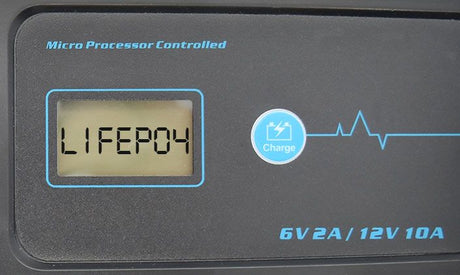 Micro Processor Controlled
LIFEPO4
Charge
6V 2A / 12V 10A